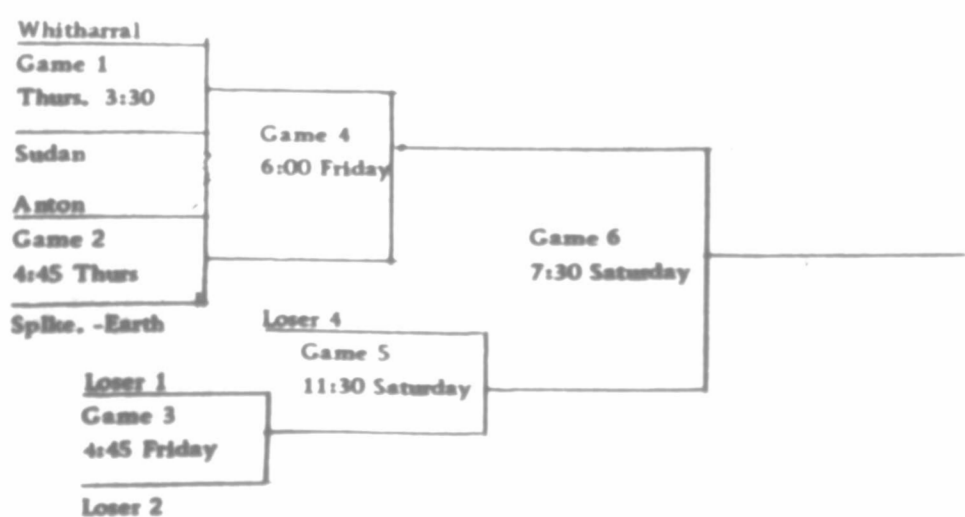 Whitharral
Game 1
Thurs. 3:30
Sudan
Anton
Game 2
4:45 Thurs
Spike. -Earth
Game 4
6:00 Friday
Game 6
7:30 Saturday
Loser 4
Game 5
11:30 Saturday
Loser 1
Game 3
4:45 Friday
Loser 2